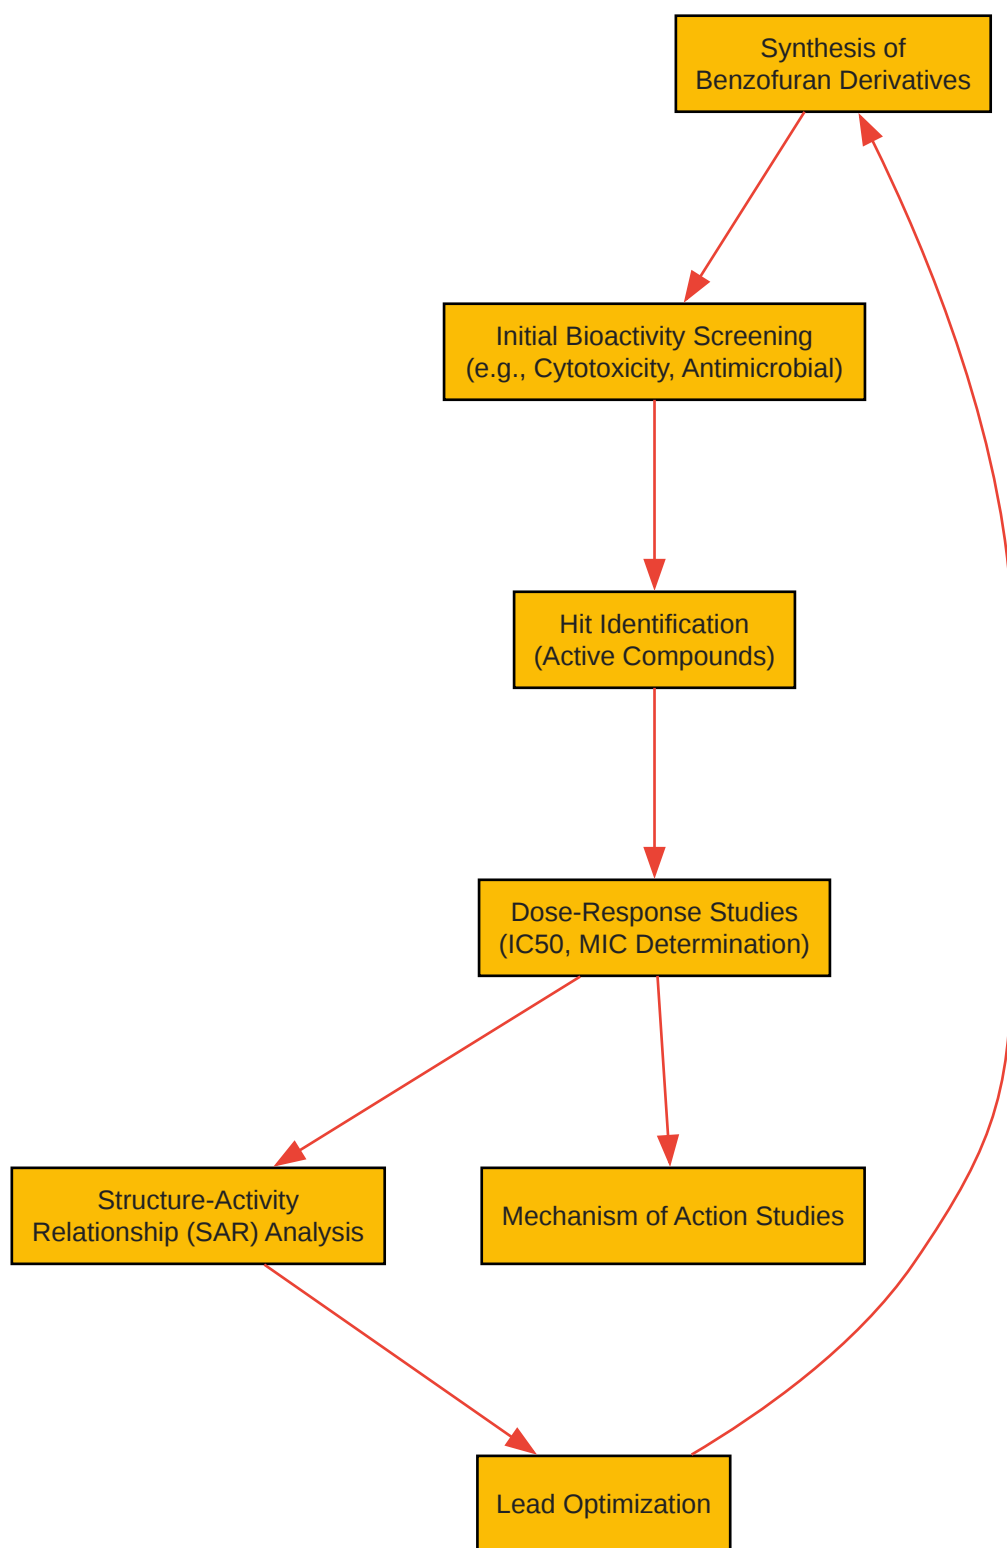 Synthesis of
Benzofuran Derivatives
Initial Bioactivity Screening
(e.g., Cytotoxicity, Antimicrobial)
Hit Identification
(Active Compounds)
Dose-Response Studies
(IC50, MIC Determination)
Structure-Activity
Relationship (SAR) Analysis
Mechanism of Action Studies
Lead Optimization